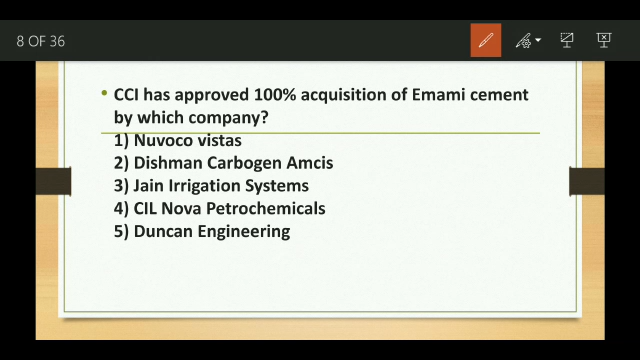 8 OF 36
• CCI has approved 100% acquisition of Emami cement
by which company?
1) Nuvoco vistas
2) Dishman Carbogen Amcis
3) Jain Irrigation Systems
4) CIL Nova Petrochemicals
5) Duncan Engineering